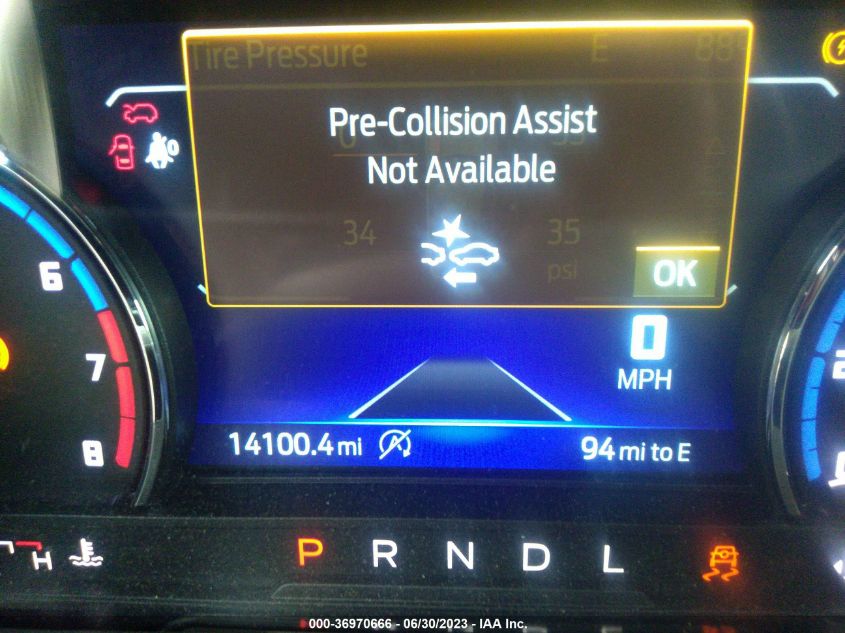 Tire Pressure E
Pre-Collision Assist
Not Available
34 35
psi
OK
6
7
8
0
MPH
14100.4 mi
94 mi to E
H
P R N D L
000-36970666 - 06/30/2023 - IAA Inc.